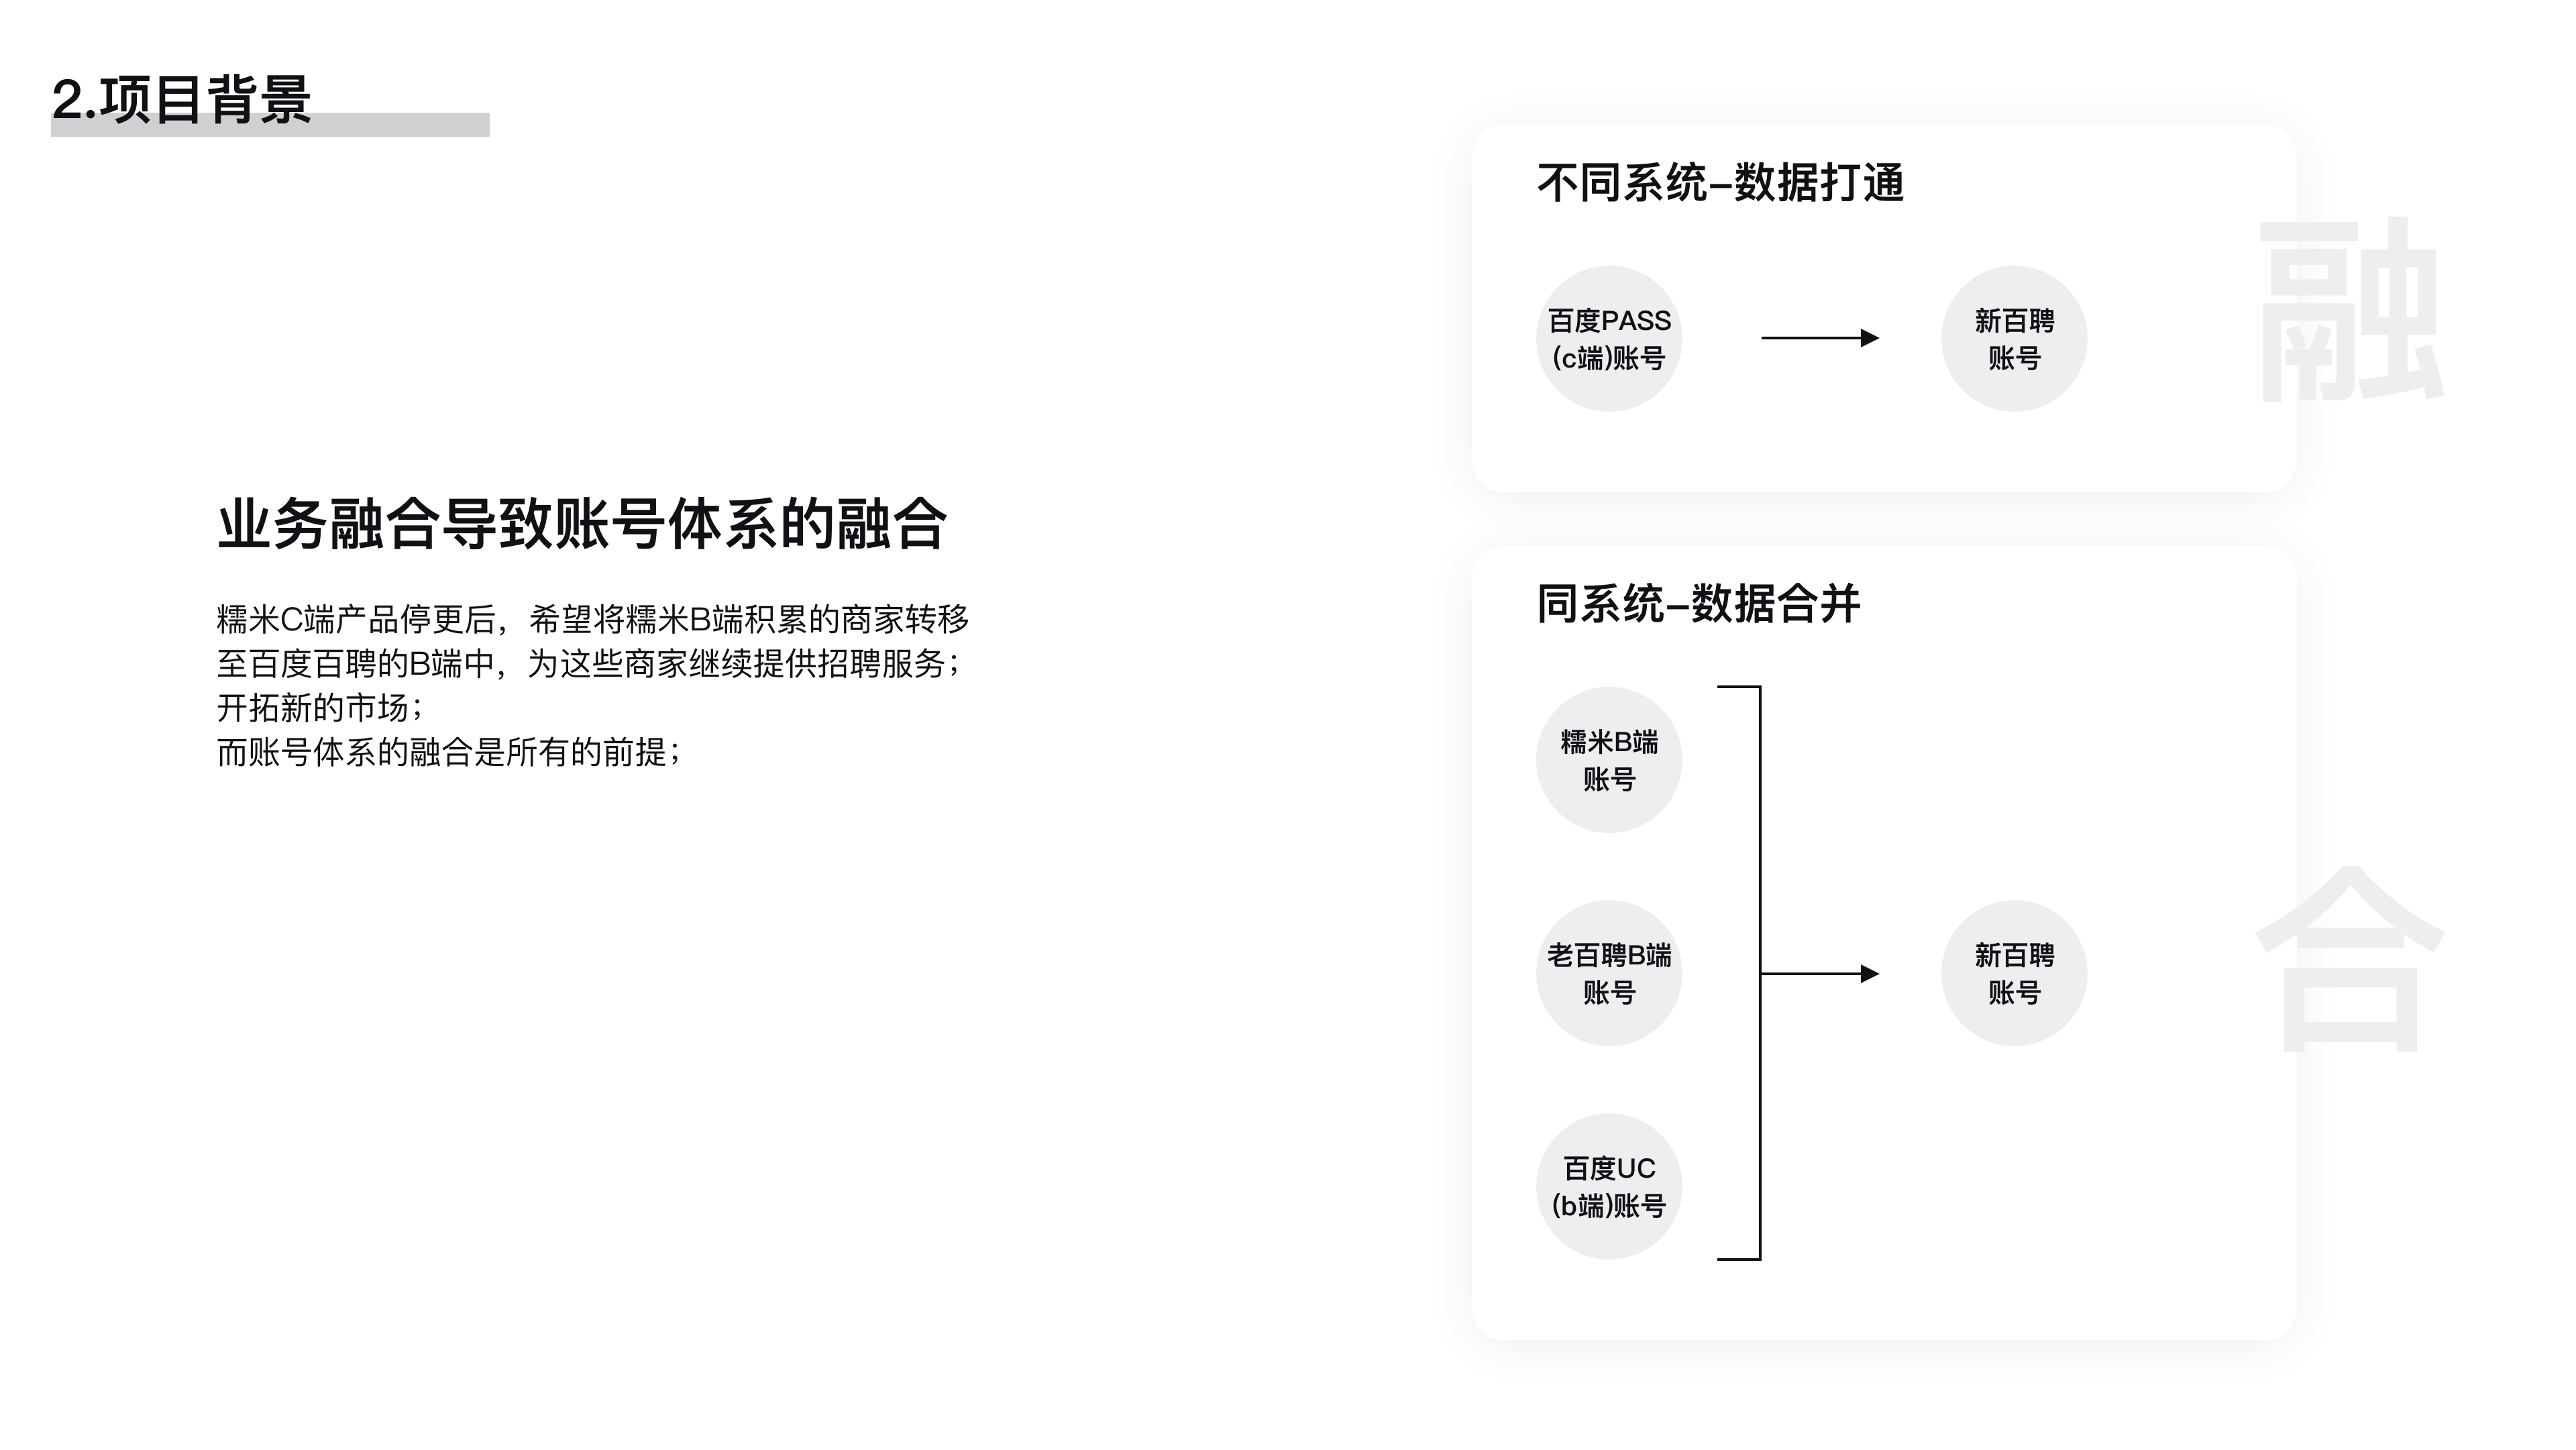 2.项目背景
业务融合导致账号体系的融合
糯米C端产品停更后，希望将糯米B端积累的商家转移
至百度百聘的B端中，为这些商家继续提供招聘服务；
开拓新的市场；
而账号体系的融合是所有的前提；
不同系统–数据打通
百度PASS
(c端)账号
新百聘
账号
融
同系统–数据合并
糯米B端
账号
老百聘B端
账号
百度UC
(b端)账号
新百聘
账号
合